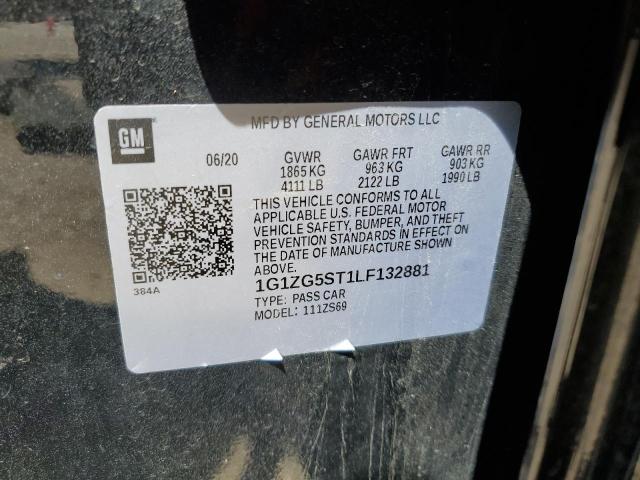 GM
MFD BY GENERAL MOTORS LLC
06/20 GVWR GAWR FRT GAWR RR
1865 KG 963 KG 903 KG
4111 LB 2122 LB 1990 LB
THIS VEHICLE CONFORMS TO ALL
APPLICABLE U.S. FEDERAL MOTOR
VEHICLE SAFETY, BUMPER, AND THEFT
PREVENTION STANDARDS IN EFFECT ON
THE DATE OF MANUFACTURE SHOWN
ABOVE.
384A
1G1ZG5ST1LF132881
TYPE: PASS CAR
MODEL: 111ZS69